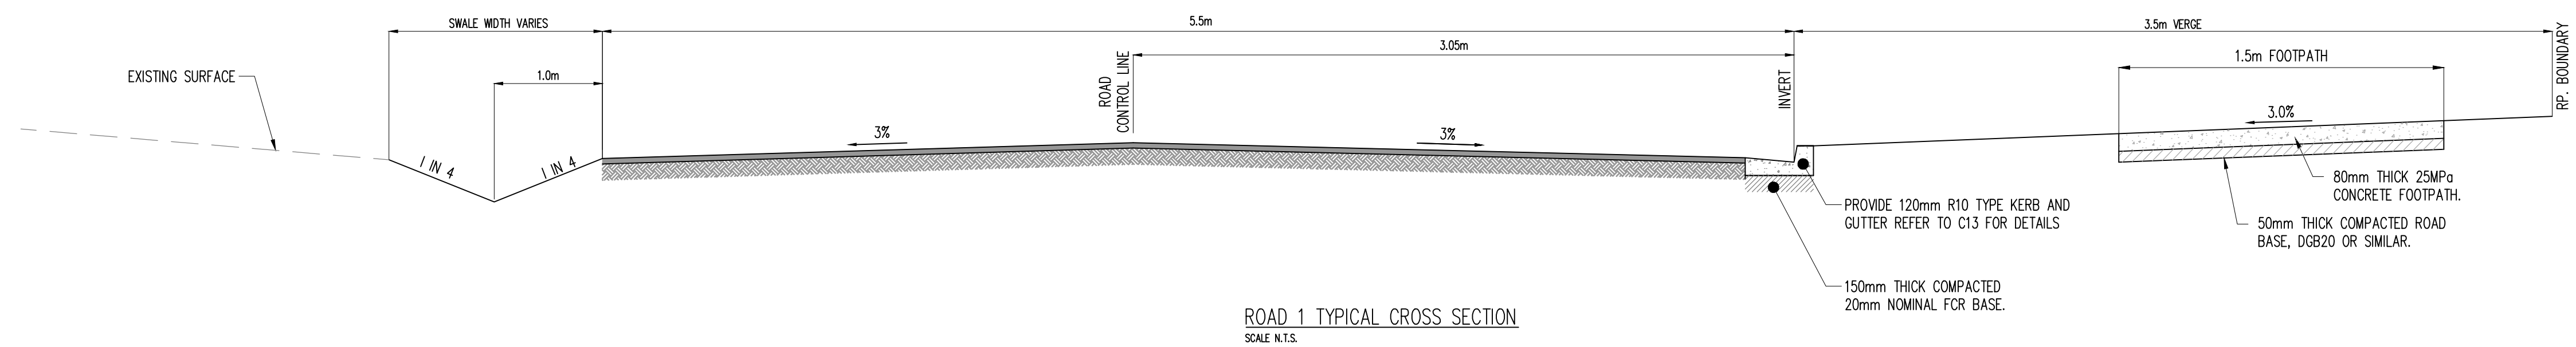 SWALE WIDTH VARIES
5.5m
3.5m VERGE
3.05m
1.5m FOOTPATH
RP. BOUNDARY
EXISTING SURFACE
1.0m
ROAD
CONTROL LINE
INVERT
3%
3%
3.0%
1 IN 4
1 IN 4
80mm THICK 25MPa
CONCRETE FOOTPATH.
PROVIDE 120mm R10 TYPE KERB AND
GUTTER REFER TO C13 FOR DETAILS
50mm THICK COMPACTED ROAD
BASE, DGB20 OR SIMILAR.
150mm THICK COMPACTED
20mm NOMINAL FCR BASE.
ROAD 1 TYPICAL CROSS SECTION
SCALE N.T.S.